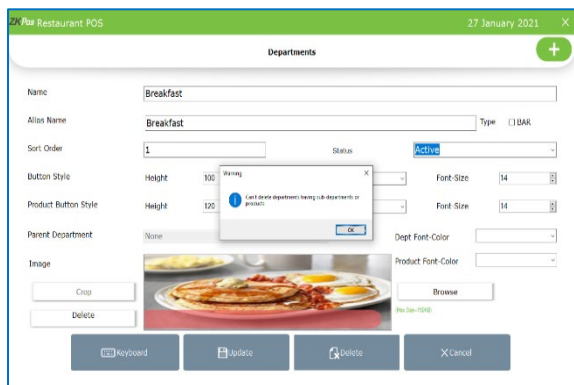 ZKPos Restaurant POS 27 January 2021 X
Departments
Name Breakfast
Alias Name Breakfast Type BAR
Sort Order 1 Status Active
Button Style Height 100 Font-Size 14
Product Button Style Height 120 Font-Size 14
Warning
Can't delete departments having sub-departments or
products
OK
Parent Department None Dept Font-Color
Image Product Font-Color
Crop Browse
Delete
Keyboard Update Delete Cancel